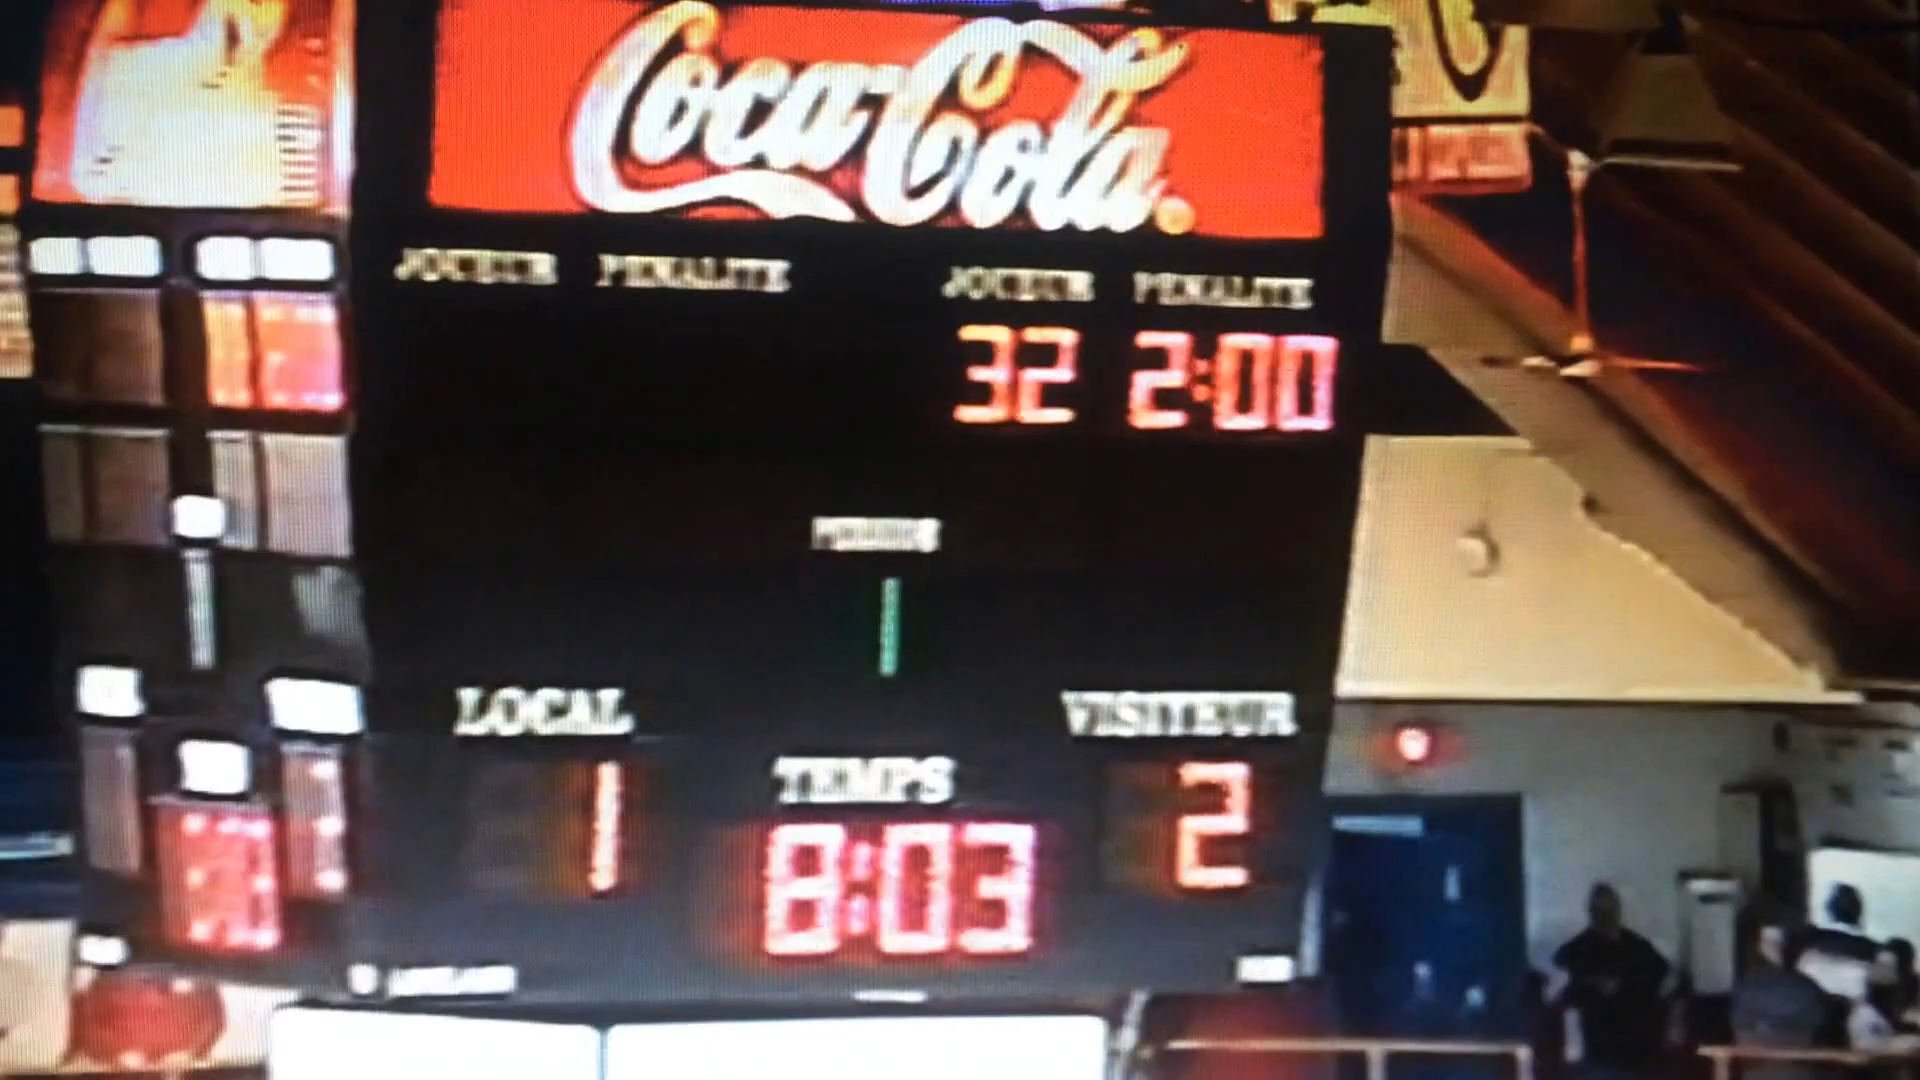 Coca-Cola
JOUEUR PENALITE JOUEUR PENALITE
32 2:00
1
LOCAL VISITEUR
1 TEMPS 2
8:03